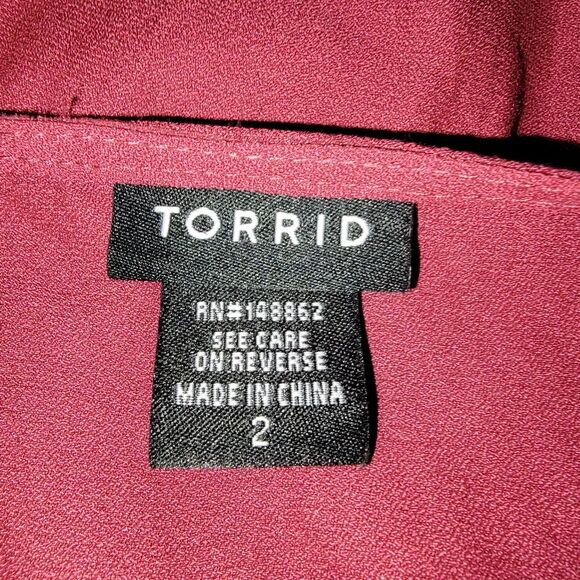 TORRID
RN#148862
SEE CARE
ON REVERSE
MADE IN CHINA
2